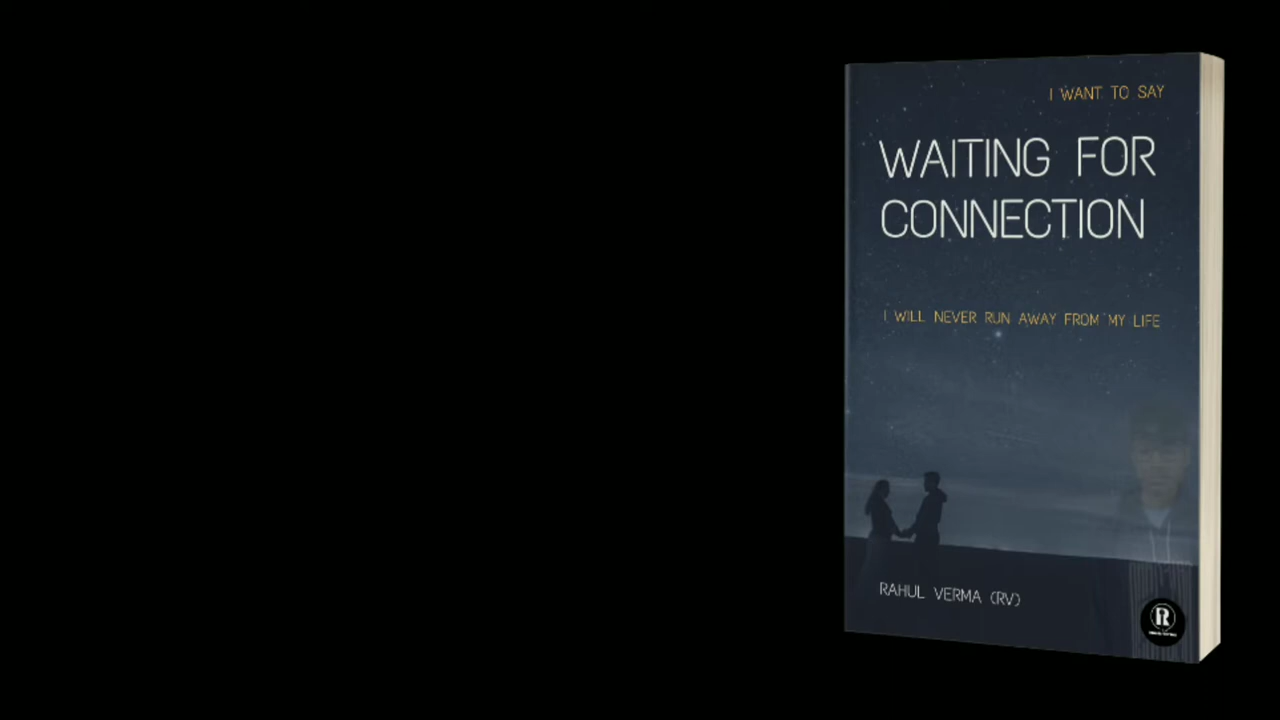 I WANT TO SAY
WAITING FOR
CONNECTION
I WILL NEVER RUN AWAY FROM MY LIFE
RAHUL VERMA (RV)
R